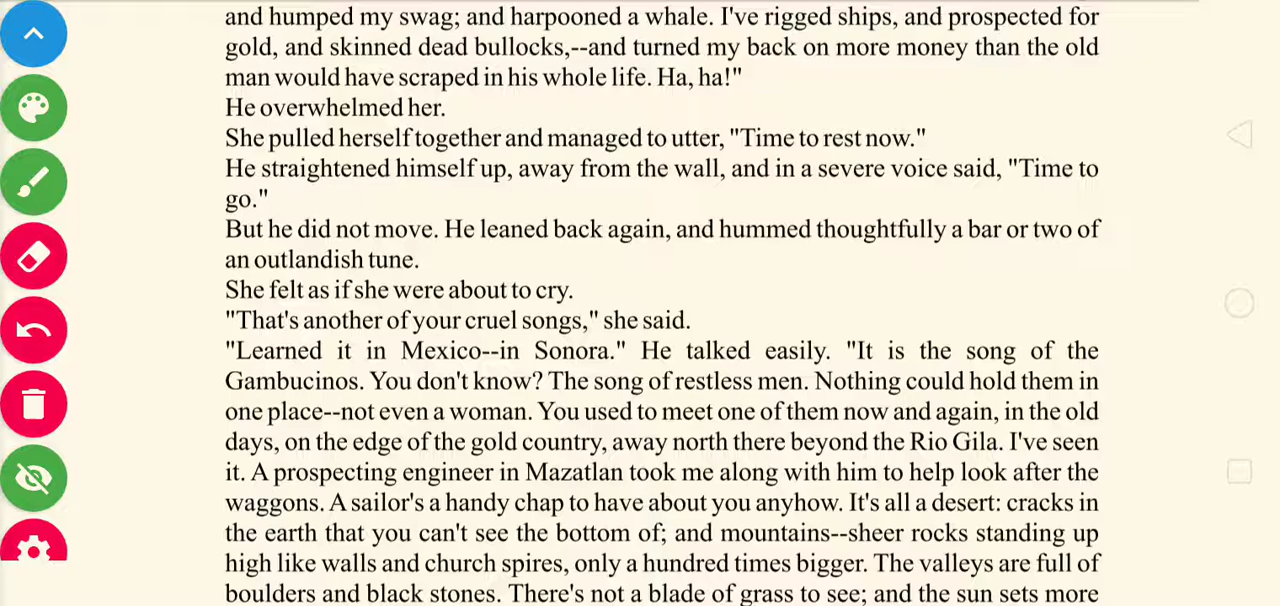 and humped my swag; and harpooned a whale. I've rigged ships, and prospected for
gold, and skinned dead bullocks,--and turned my back on more money than the old
man would have scraped in his whole life. Ha, ha!"
He overwhelmed her.
She pulled herself together and managed to utter, "Time to rest now."
He straightened himself up, away from the wall, and in a severe voice said, "Time to
go."
But he did not move. He leaned back again, and hummed thoughtfully a bar or two of
an outlandish tune.
She felt as if she were about to cry.
"That's another of your cruel songs," she said.
"Learned it in Mexico--in Sonora." He talked easily. "It is the song of the
Gambucinos. You don't know? The song of restless men. Nothing could hold them in
one place--not even a woman. You used to meet one of them now and again, in the old
days, on the edge of the gold country, away north there beyond the Rio Gila. I've seen
it. A prospecting engineer in Mazatlan took me along with him to help look after the
waggons. A sailor's a handy chap to have about you anyhow. It's all a desert: cracks in
the earth that you can't see the bottom of; and mountains--sheer rocks standing up
high like walls and church spires, only a hundred times bigger. The valleys are full of
boulders and black stones. There's not a blade of grass to see; and the sun sets more